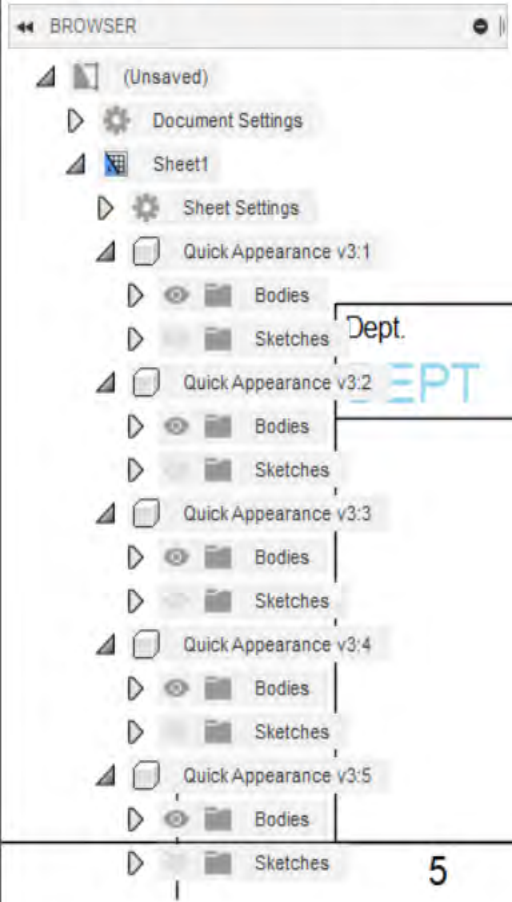 BROWSER
(Unsaved)
Document Settings
Sheet1
Sheet Settings
Quick Appearance v3:1
Bodies
Sketches
Dept.
Quick Appearance v3:2
EPT
Bodies
Sketches
Quick Appearance v3:3
Bodies
Sketches
Quick Appearance v3:4
Bodies
Sketches
Quick Appearance v3:5
Bodies
Sketches
5